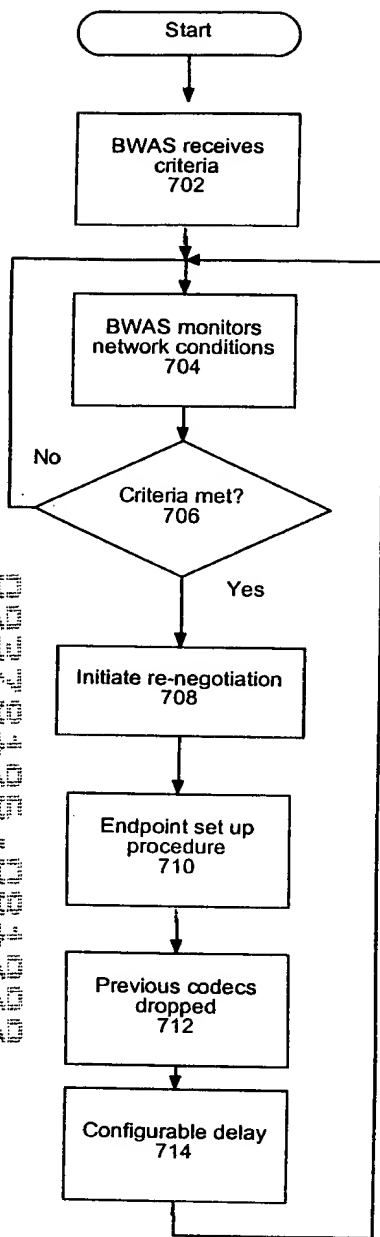 Start
BWAS receives
criteria
702
BWAS monitors
network conditions
704
No
Criteria met?
706
Yes
Initiate re-negotiation
708
Endpoint set up
procedure
710
Previous codecs
dropped
712
Configurable delay
714